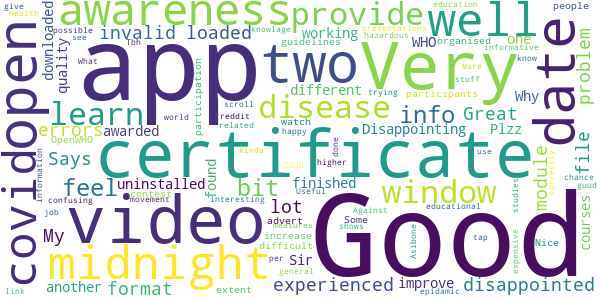 give possible awareness provide well app two Very date
Health see Tbh knowlage presentations hazardous education people
downloaded invalid loaded working WHO organised one problem
What quality guidelines More informative know
covidopen learn disease info Great Why stuff
participation different participants trying Plzz
errors awarded world reddit scroll related watch happy Disappointing
OpenWHO certificate file
Says feel bit finished window module courses
information uninstalled found kinda done higher Useful use correctly chance guud
video My contest lot advert Some Good studies
confusing job movement interesting Against shows educational Asibone tap expensive Nice
midnight Sir increase measures difficult experienced improve disappointed
another format extent per general epidamic
link